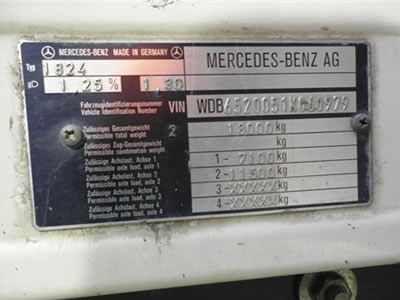 MERCEDES-BENZ MADE IN GERMANY
MERCEDES-BENZ AG
Typ 1824
1.25% 1.30
Fahrzeugidentifizierungsnummer
Vehicle Identification Number VIN WDB6520051K040979
Zulässiges Gesamtgewicht
Permissible total weight 2 18000 kg
Zulässiges Zug-Gesamtgewicht
Permissible combination weight kg
Zulässige Achslast, Achse 1
Permissible axle load, axle 1 1- 7100 kg
Zulässige Achslast, Achse 2
Permissible axle load, axle 2 2- 11500 kg
Zulässige Achslast, Achse 3
Permissible axle load, axle 3 3- XXXXX kg
Zulässige Achslast, Achse 4
Permissible axle load, axle 4 4- XXXXX kg